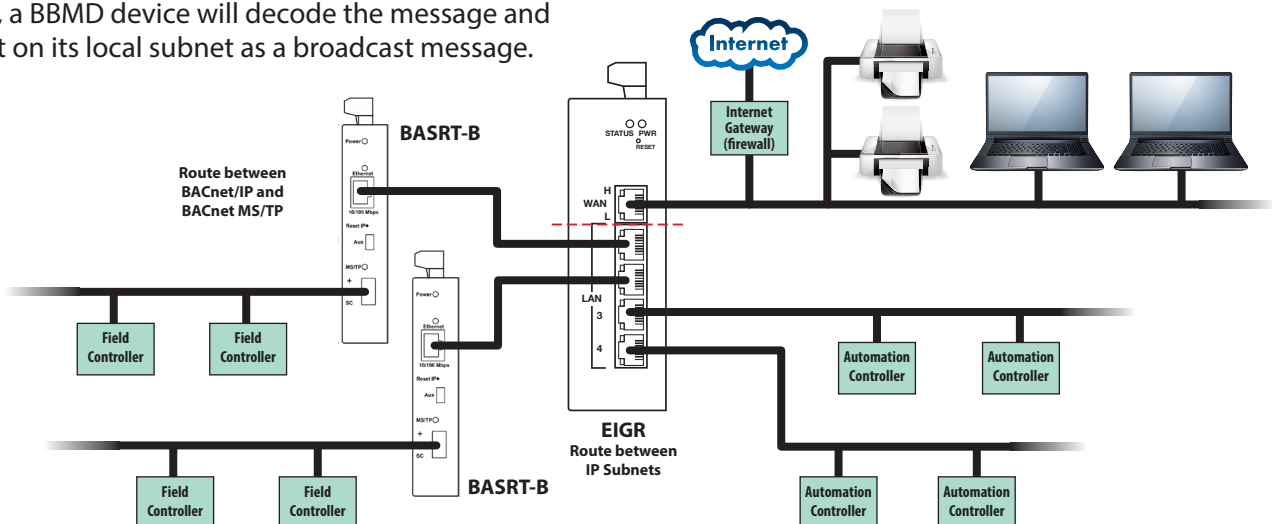 , a BBMD device will decode the message and
t on its local subnet as a broadcast message.
Internet
Internet
Gateway
(firewall)
BASRT-B
Power
Ethernet
10/100 Mbps
Reset IP
Aux
MS/TP
+
SC
Route between
BACnet/IP and
BACnet MS/TP
STATUS PWR
RESET
H
WAN
L
LAN
3
4
EIGR
Route between
IP Subnets
Power
Ethernet
10/100 Mbps
Reset IP
Aux
MS/TP
+
SC
BASRT-B
Field
Controller
Field
Controller
Field
Controller
Field
Controller
Automation
Controller
Automation
Controller
Automation
Controller
Automation
Controller